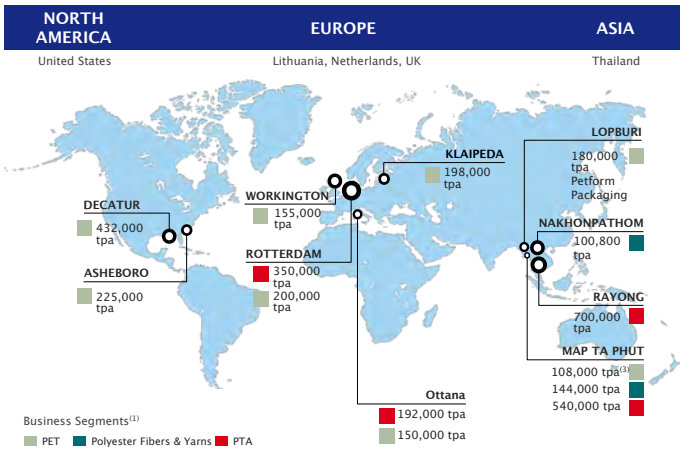 NORTH
AMERICA
EUROPE
ASIA
United States
Lithuania, Netherlands, UK
Thailand
LOPBURI
180,000
tpa
Petform
Packaging
KLAIPEDA
198,000
tpa
WORKINGTON
155,000
tpa
DECATUR
432,000
tpa
NAKHONPATHOM
100,800
tpa
ROTTERDAM
350,000
tpa
200,000
tpa
ASHEBORO
225,000
tpa
RAYONG
700,000
tpa
MAP TA PHUT
108,000 tpa(3)
144,000 tpa
540,000 tpa
Ottana
192,000 tpa
150,000 tpa
Business Segments(1)
PET Polyester Fibers & Yarns PTA